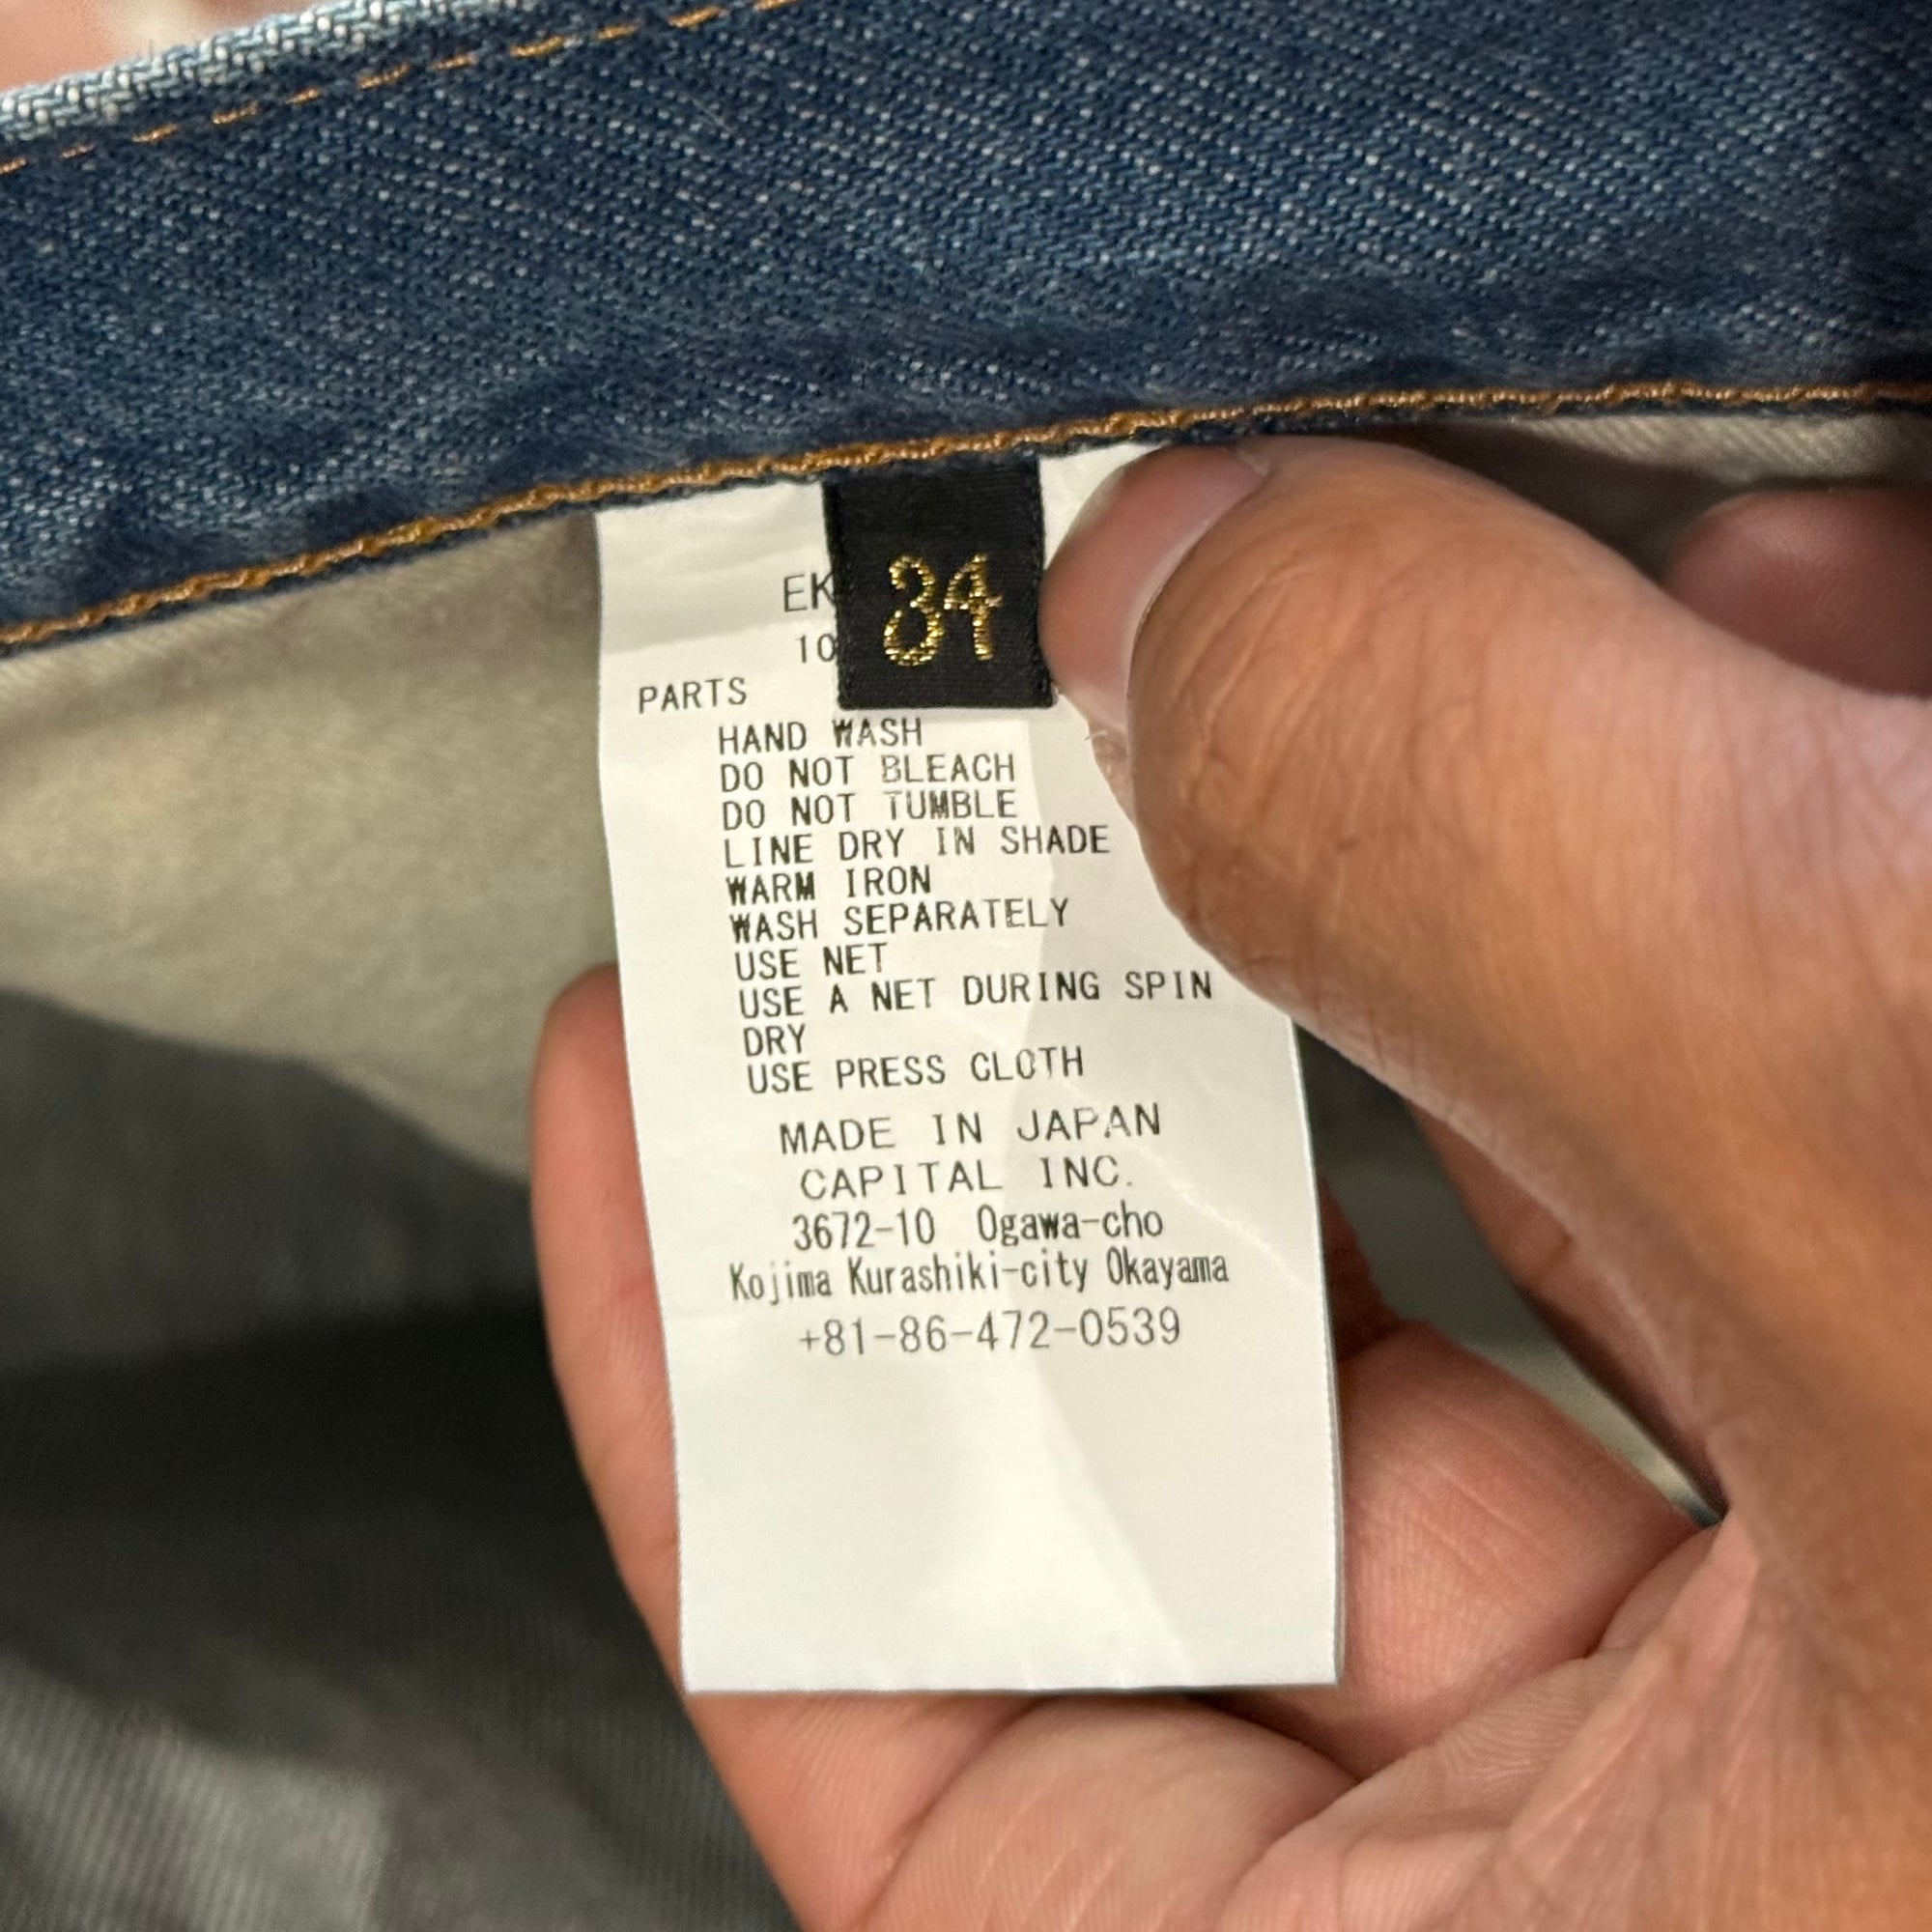 34
EK
10
PARTS
HAND WASH
DO NOT BLEACH
DO NOT TUMBLE
LINE DRY IN SHADE
WARM IRON
WASH SEPARATELY
USE NET
USE A NET DURING SPIN
DRY
USE PRESS CLOTH
MADE IN JAPAN
CAPITAL INC.
3672-10 Ogawa-cho
Kojima Kurashiki-city Okayama
+81-86-472-0539